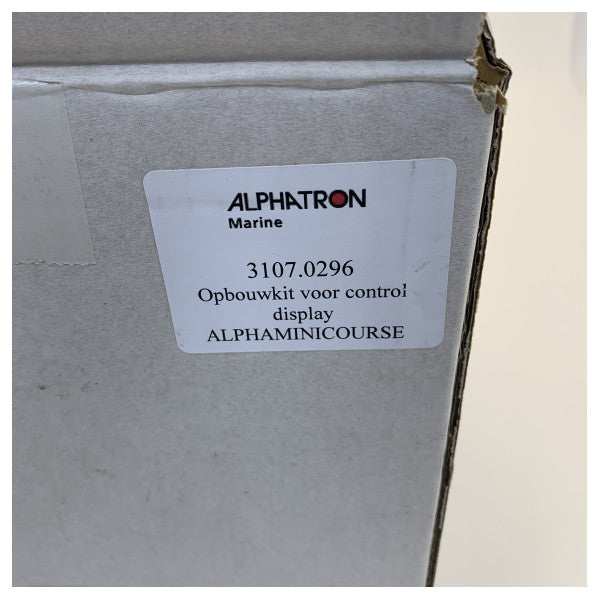 ALPHATRON
Marine
3107.0296
Opbouwkit voor control
display
ALPHAMINICOURSE